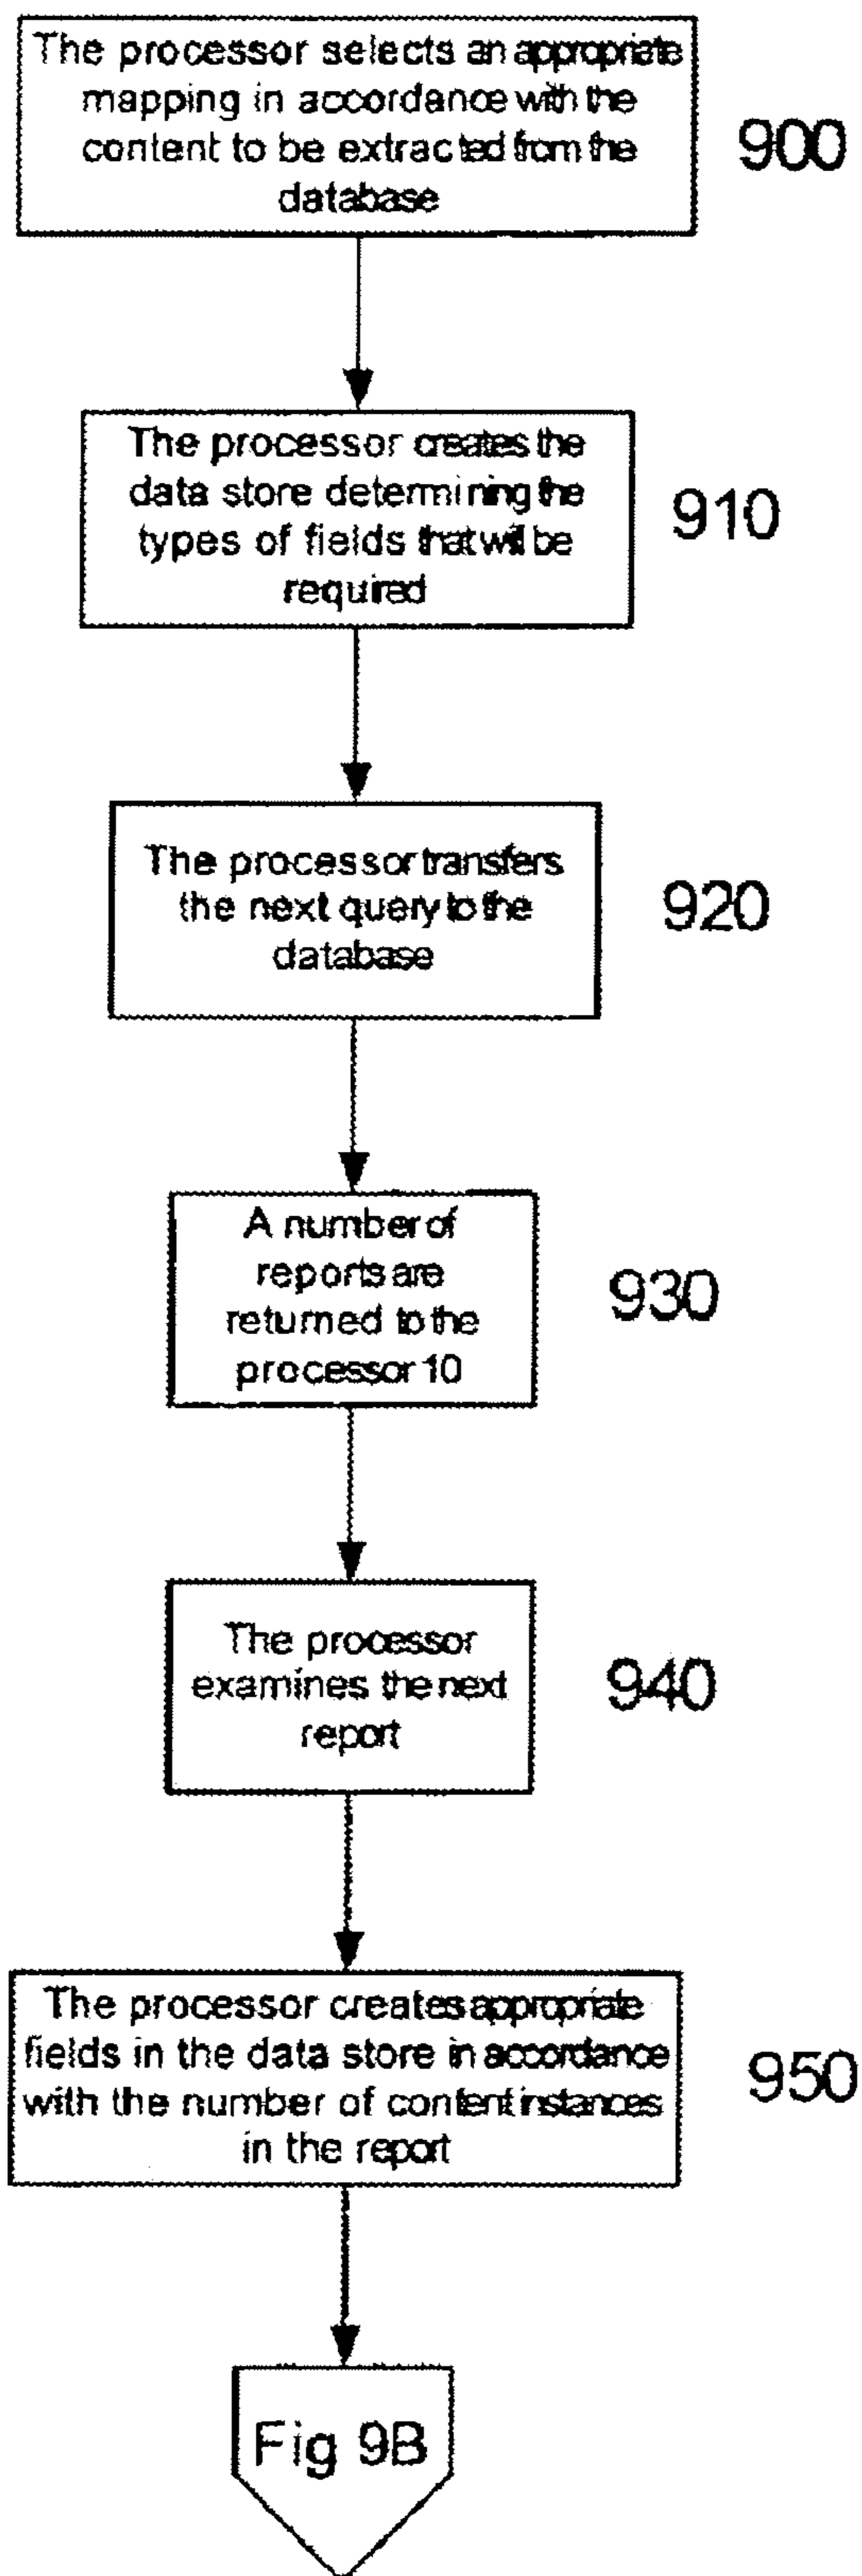 The processor selects an appropriate
mapping in accordance with the
content to be extracted from the
database
900
The processor creates the
data store determining the
types of fields that will be
required
910
The processor transfers
the next query to the
database
920
A number of
reports are
returned to the
processor 10
930
The processor
examines the next
report
940
The processor creates appropriate
fields in the data store in accordance
with the number of content instances
in the report
950
Fig 9B